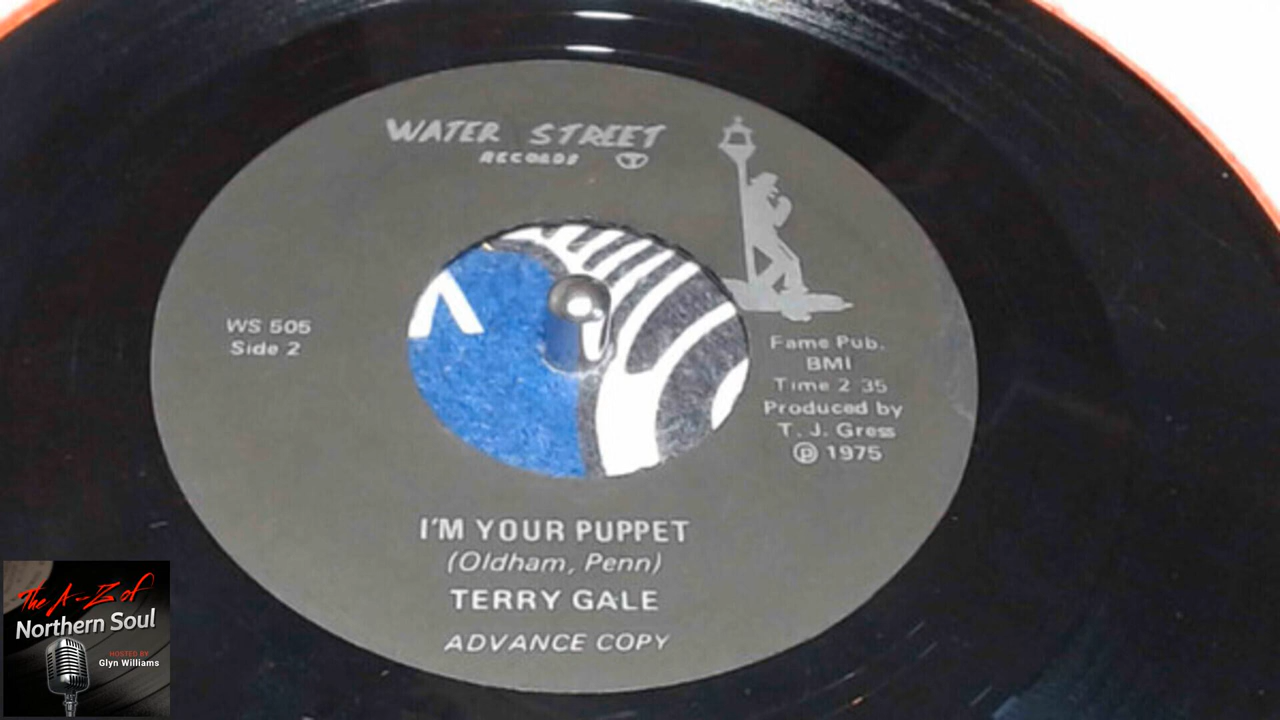 WATER STREET
RECORDS
WS 505
Side 2
Fame Pub.
BMI
Time 2:35
Produced by
T. J. Gress
℗ 1975
I'M YOUR PUPPET
(Oldham, Penn)
TERRY GALE
ADVANCE COPY
The A-Z of
Northern Soul
HOSTED BY
Glyn Williams